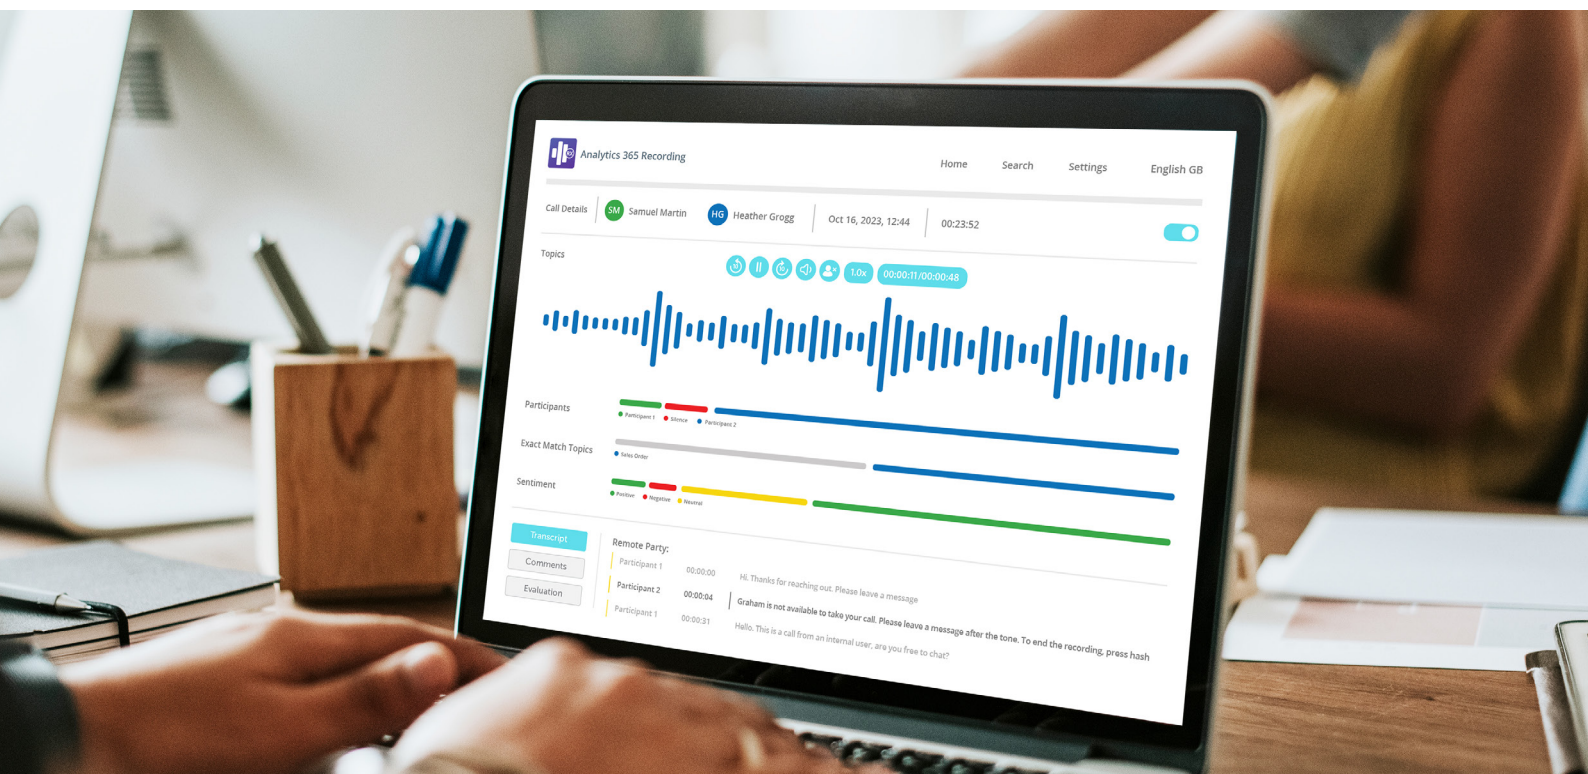 Analytics 365 Recording
Home Search Settings English GB
Call Details SM Samuel Martin HG Heather Grogg Oct 16, 2023, 12:44 00:23:52
Topics
1.0x 00:00:11/00:00:48
Participants
Participant 1 Silence Participant 2
Exact Match Topics
Sales Order
Sentiment
Positive Negative Neutral
Transcript
Comments
Evaluation
Remote Party:
Participant 1 00:00:00 Hi. Thanks for reaching out. Please leave a message
Participant 2 00:00:04 Graham is not available to take your call. Please leave a message after the tone. To end the recording, press hash
Participant 1 00:00:31 Hello. This is a call from an internal user, are you free to chat?